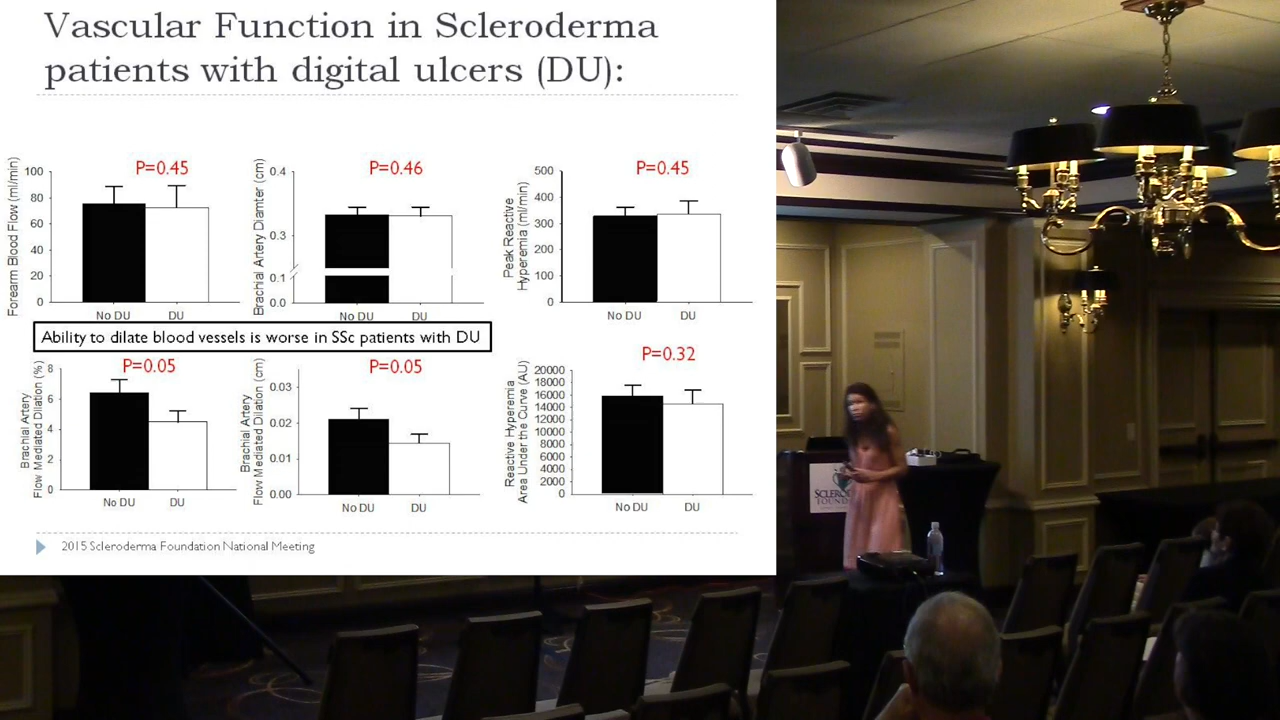 Vascular Function in Scleroderma
patients with digital ulcers (DU):
P=0.45
Forearm Blood Flow (ml/min)
100
80
60
40
20
0
No DU
DU
P=0.46
Brachial Artery Diamter (cm)
0.4
0.3
0.1
0.0
No DU
DU
P=0.45
Peak Reactive
Hyperemia (ml/min)
500
400
300
200
100
0
No DU
DU
Ability to dilate blood vessels is worse in SSc patients with DU
P=0.05
Brachial Artery
Flow Mediated Dilation (%)
8
6
4
2
0
No DU
DU
P=0.05
Brachial Artery
Flow Mediated Dilation (cm)
0.03
0.02
0.01
0.00
No DU
DU
P=0.32
Reactive Hyperemia
Area Under the Curve (AU)
20000
18000
16000
14000
12000
10000
8000
6000
4000
2000
0
No DU
DU
2015 Scleroderma Foundation National Meeting